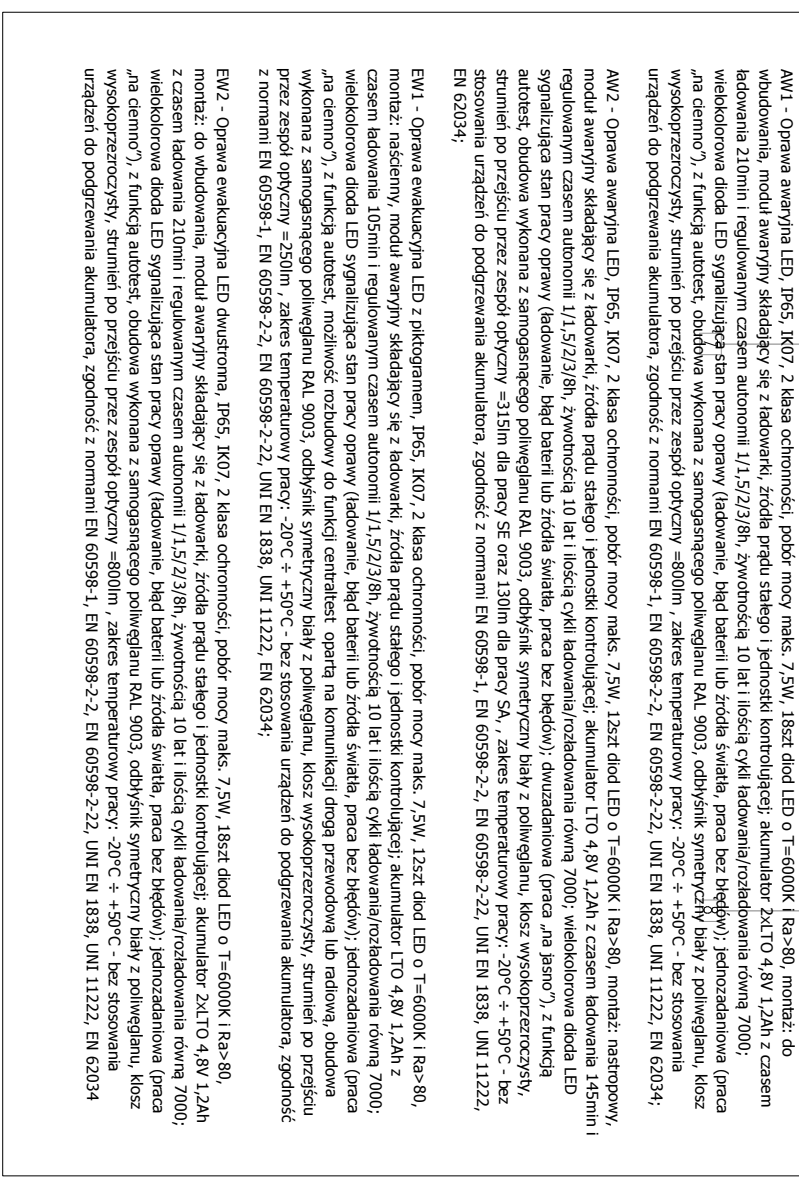 AW1 - Oprawa awaryjna LED, IP65, IK07, 2 klasa ochronności, pobór mocy maks. 7,5W, 18szt diod LED o T=6000K i Ra>80, montaż: do
wbudowania, moduł awaryjny składający się z ładowarki, źródła prądu stałego i jednostki kontrolującej; akumulator 2xLTO 4,8V 1,2Ah z czasem
ładowania 210min i regulowanym czasem autonomii 1/1,5/2/3/8h, żywotnością 10 lat i ilością cykli ładowania/rozładowania równą 7000;
wielokolorowa dioda LED sygnalizująca stan pracy oprawy (ładowanie, błąd baterii lub źródła światła, praca bez błędów); jednozadaniowa (praca
„na ciemno”), z funkcją autotest, obudowa wykonana z samogasnącego poliwęglanu RAL 9003, odbłyśnik symetryczny biały z poliwęglanu, klosz
wysokoprzezroczysty, strumień po przejściu przez zespół optyczny =800lm , zakres temperaturowy pracy: -20°C ÷ +50°C - bez stosowania
urządzeń do podgrzewania akumulatora, zgodność z normami EN 60598-1, EN 60598-2-2, EN 60598-2-22, UNI EN 1838, UNI 11222, EN 62034;
7
8
AW2 - Oprawa awaryjna LED, IP65, IK07, 2 klasa ochronności, pobór mocy maks. 7,5W, 12szt diod LED o T=6000K i Ra>80, montaż: nastropowy,
moduł awaryjny składający się z ładowarki, źródła prądu stałego i jednostki kontrolującej; akumulator LTO 4,8V 1,2Ah z czasem ładowania 145min i
regulowanym czasem autonomii 1/1,5/2/3/8h, żywotnością 10 lat i ilością cykli ładowania/rozładowania równą 7000; wielokolorowa dioda LED
sygnalizująca stan pracy oprawy (ładowanie, błąd baterii lub źródła światła, praca bez błędów); dwuzadaniowa (praca „na jasno”), z funkcją
autotest, obudowa wykonana z samogasnącego poliwęglanu RAL 9003, odbłyśnik symetryczny biały z poliwęglanu, klosz wysokoprzezroczysty,
strumień po przejściu przez zespół optyczny =315lm dla pracy SE oraz 130lm dla pracy SA, , zakres temperaturowy pracy: -20°C ÷ +50°C - bez
stosowania urządzeń do podgrzewania akumulatora, zgodność z normami EN 60598-1, EN 60598-2-2, EN 60598-2-22, UNI EN 1838, UNI 11222,
EN 62034;
EW1 - Oprawa ewakuacyjna LED z piktogramem, IP65, IK07, 2 klasa ochronności, pobór mocy maks. 7,5W, 12szt diod LED o T=6000K i Ra>80,
montaż: naścienny, moduł awaryjny składający się z ładowarki, źródła prądu stałego i jednostki kontrolującej; akumulator LTO 4,8V 1,2Ah z
czasem ładowania 105min i regulowanym czasem autonomii 1/1,5/2/3/8h, żywotnością 10 lat i ilością cykli ładowania/rozładowania równą 7000;
wielokolorowa dioda LED sygnalizująca stan pracy oprawy (ładowanie, błąd baterii lub źródła światła, praca bez błędów); jednozadaniowa (praca
„na ciemno”), z funkcją autotest, możliwość rozbudowy do funkcji centraltest opartą na komunikacji drogą przewodową lub radiową, obudowa
wykonana z samogasnącego poliwęglanu RAL 9003, odbłyśnik symetryczny biały z poliwęglanu, klosz wysokoprzezroczysty, strumień po przejściu
przez zespół optyczny =250lm , zakres temperaturowy pracy: -20°C ÷ +50°C - bez stosowania urządzeń do podgrzewania akumulatora, zgodność
z normami EN 60598-1, EN 60598-2-2, EN 60598-2-22, UNI EN 1838, UNI 11222, EN 62034;
EW2 - Oprawa ewakuacyjna LED dwustronna, IP65, IK07, 2 klasa ochronności, pobór mocy maks. 7,5W, 18szt diod LED o T=6000K i Ra>80,
montaż: do wbudowania, moduł awaryjny składający się z ładowarki, źródła prądu stałego i jednostki kontrolującej; akumulator 2xLTO 4,8V 1,2Ah
z czasem ładowania 210min i regulowanym czasem autonomii 1/1,5/2/3/8h, żywotnością 10 lat i ilością cykli ładowania/rozładowania równą 7000;
wielokolorowa dioda LED sygnalizująca stan pracy oprawy (ładowanie, błąd baterii lub źródła światła, praca bez błędów); jednozadaniowa (praca
„na ciemno”), z funkcją autotest, obudowa wykonana z samogasnącego poliwęglanu RAL 9003, odbłyśnik symetryczny biały z poliwęglanu, klosz
wysokoprzezroczysty, strumień po przejściu przez zespół optyczny =800lm , zakres temperaturowy pracy: -20°C ÷ +50°C - bez stosowania
urządzeń do podgrzewania akumulatora, zgodność z normami EN 60598-1, EN 60598-2-2, EN 60598-2-22, UNI EN 1838, UNI 11222, EN 62034